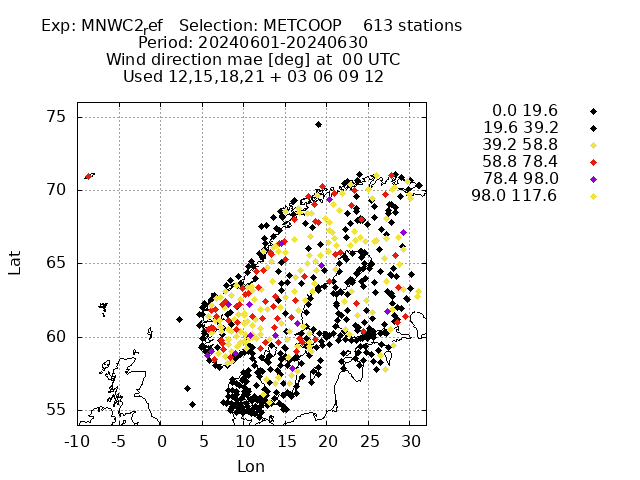 Exp: MNWC2ref   Selection: METCOOP    613 stations
Period: 20240601-20240630
Wind direction mae [deg] at  00 UTC
Used 12,15,18,21 + 03 06 09 12
0.0 19.6
19.6 39.2
39.2 58.8
58.8 78.4
78.4 98.0
98.0 117.6
75
70
65
60
55
Lat
-10 -5 0 5 10 15 20 25 30
Lon